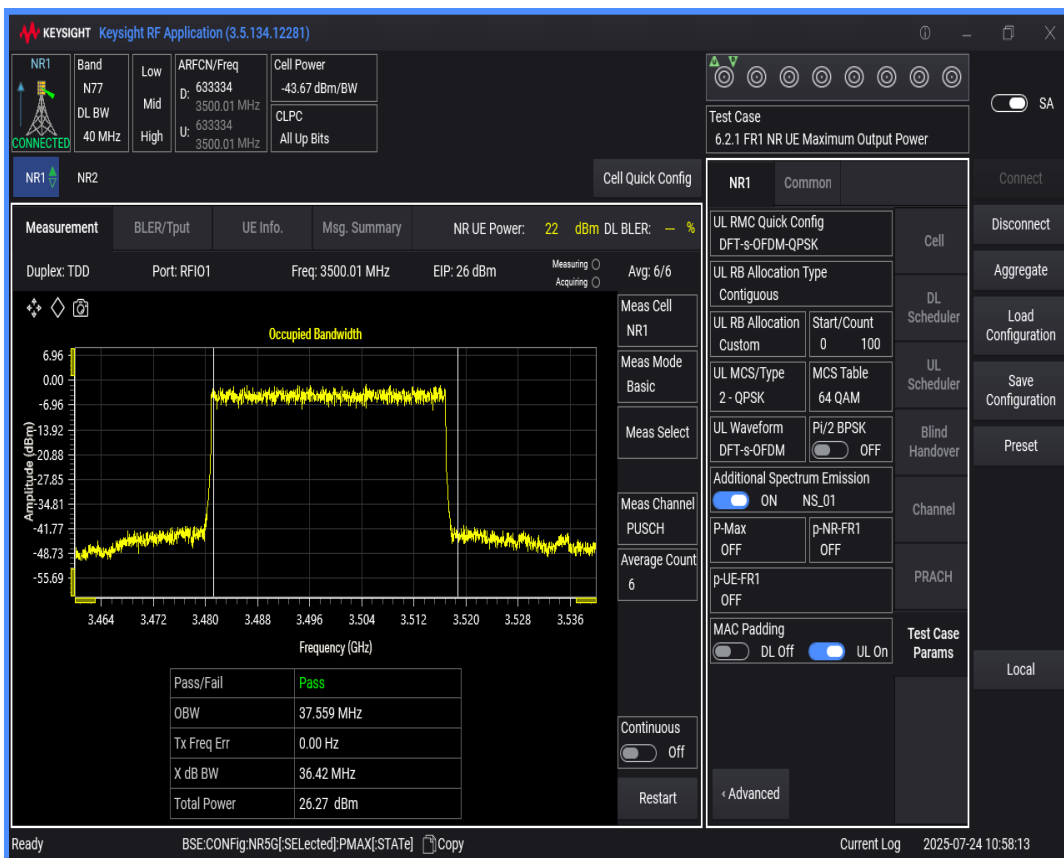 KEYSIGHT Keysight RF Application (3.5.134.12281)
NR1
CONNECTED
Band
N77
DL BW
40 MHz
Low
Mid
High
ARFCN/Freq
D: 633334
3500.01 MHz
U: 633334
3500.01 MHz
Cell Power
-43.67 dBm/BW
CLPC
All Up Bits
Test Case
6.2.1 FR1 NR UE Maximum Output Power
SA
NR1
NR2
Cell Quick Config
Measurement
BLER/Tput
UE Info.
Msg. Summary
NR UE Power: 22 dBm DL BLER: -- %
Duplex: TDD
Port: RFIO1
Freq: 3500.01 MHz
EIP: 26 dBm
Measuring
Acquiring
Avg: 6/6
Occupied Bandwidth
Amplitude (dBm)
6.96
0.00
-6.96
-13.92
-20.88
-27.85
-34.81
-41.77
-48.73
-55.69
3.464 3.472 3.480 3.488 3.496 3.504 3.512 3.520 3.528 3.536
Frequency (GHz)
Pass/Fail Pass
OBW 37.559 MHz
Tx Freq Err 0.00 Hz
X dB BW 36.42 MHz
Total Power 26.27 dBm
Meas Cell
NR1
Meas Mode
Basic
Meas Select
Meas Channel
PUSCH
Average Count
6
Continuous
Off
Restart
NR1
Common
UL RMC Quick Config
DFT-s-OFDM-QPSK
UL RB Allocation Type
Contiguous
UL RB Allocation
Custom
Start/Count
0 100
UL MCS/Type
2 - QPSK
MCS Table
64 QAM
UL Waveform
DFT-s-OFDM
Pi/2 BPSK
OFF
Additional Spectrum Emission
ON NS_01
P-Max
OFF
p-NR-FR1
OFF
p-UE-FR1
OFF
MAC Padding
DL Off UL On
‹ Advanced
Cell
DL
Scheduler
UL
Scheduler
Blind
Handover
Channel
PRACH
Test Case
Params
Connect
Disconnect
Aggregate
Load
Configuration
Save
Configuration
Preset
Local
Ready
BSE:CONFig:NR5G[:SELected]:PMAX[:STATe]
Copy
Current Log
2025-07-24 10:58:13